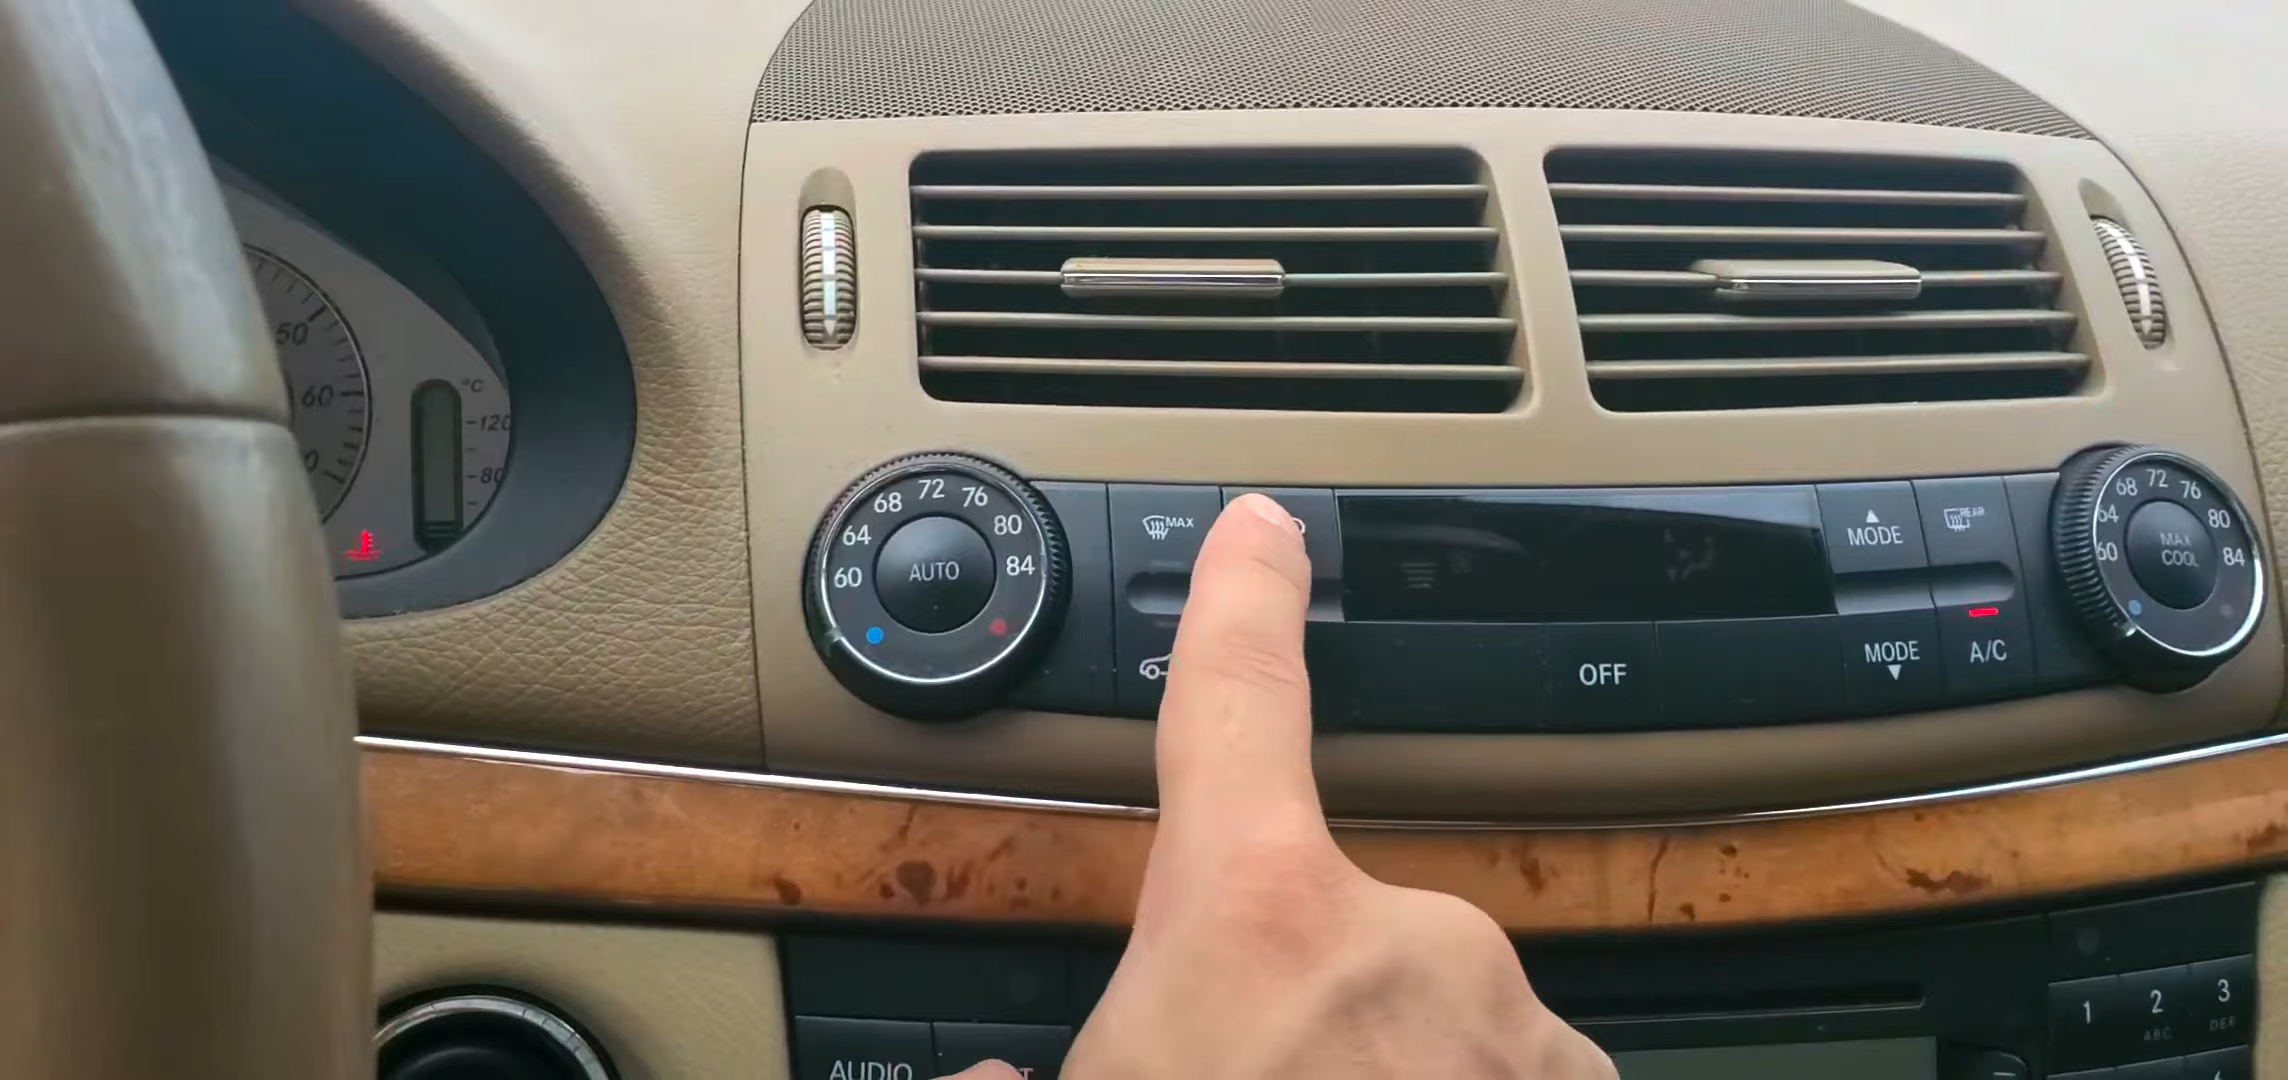 50
60
°C
120
80
68 72 76
64 80
60 84
AUTO
MAX
OFF
MODE
MODE
REAR
A/C
68 72 76
64 80
60 84
MAX
COOL
AUDIO
1 2 3
ABC DEF